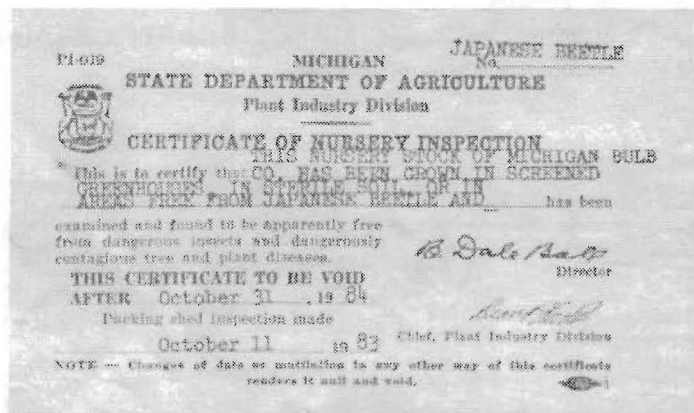 JAPANESE BEETLE
PI-019 MICHIGAN No.
STATE DEPARTMENT OF AGRICULTURE
Plant Industry Division
CERTIFICATE OF NURSERY INSPECTION
THIS NURSERY STOCK OF MICHIGAN BULB
This is to certify that CO. HAS BEEN GROWN IN SCREENED
GREENHOUSES, IN STERILE SOIL, OR IN
AREAS FREE FROM JAPANESE BEETLE AND has been
examined and found to be apparently free
from dangerous insects and dangerously
contagious tree and plant diseases.
B. Dale Ball
Director
THIS CERTIFICATE TO BE VOID
AFTER October 31, 1984
Packing shed inspection made
October 11 1983 Chief, Plant Industry Division
NOTE — Changes of date or mutilation in any other way of this certificate
renders it null and void.